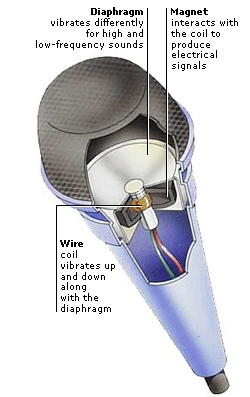 Diaphragm
vibrates differently
for high and
low-frequency sounds
Magnet
interacts with
the coil to
produce
electrical
signals
Wire
coil
vibrates up
and down
along
with the
diaphragm